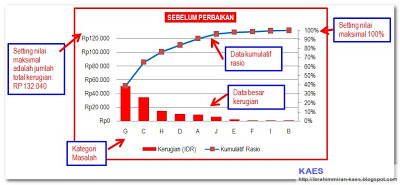 SEBELUM PERBAIKAN
Setting nilai
maksimal
adalah jumlah
total kerugian:
RP 132.040
Rp120.000
Rp100.000
Rp80.000
Rp60.000
Rp40.000
Rp20.000
Rp0
Data kumulatif
rasio
Data besar
kerugian
100%
90%
80%
70%
60%
50%
40%
30%
20%
10%
0%
Setting nilai
maksimal 100%
G C H D A J E F I B
Kategori
Masalah
Kerugian (IDR) Kumulatif Rasio
KAES
http://ibrahimmiran-kaes.blogspot.com